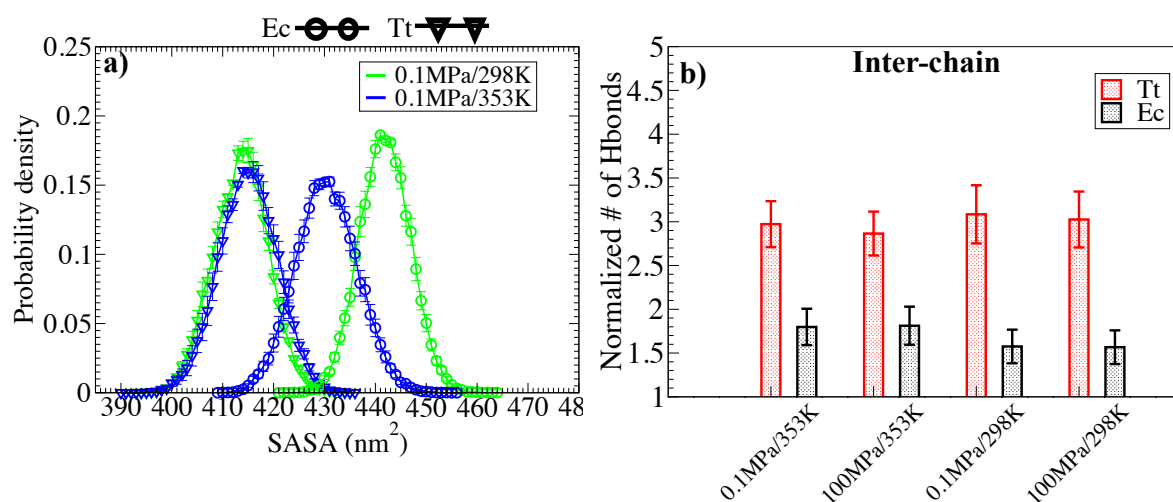 Ec Tt
a)
0.1MPa/298K
0.1MPa/353K
0.25
0.2
0.15
0.1
0.05
0
Probability density
390 400 410 420 430 440 450 460 470 48
SASA (nm2)
b)
Inter-chain
Tt
Ec
5
4.5
4
3.5
3
2.5
2
1.5
1
Normalized # of Hbonds
0.1MPa/353K
100MPa/353K
0.1MPa/298K
100MPa/298K